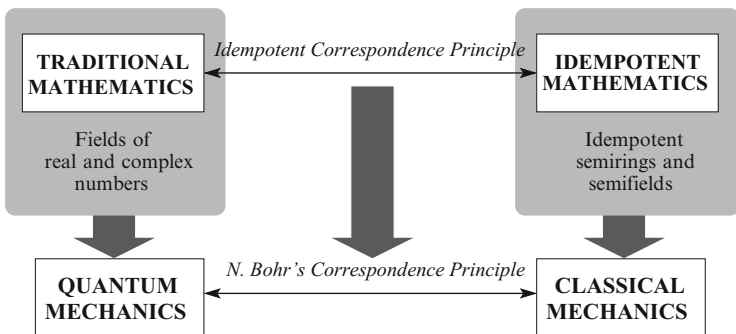 TRADITIONAL
MATHEMATICS
Idempotent Correspondence Principle
IDEMPOTENT
MATHEMATICS
Fields of
real and complex
numbers
Idempotent
semirings and
semifields
N. Bohr's Correspondence Principle
QUANTUM
MECHANICS
CLASSICAL
MECHANICS